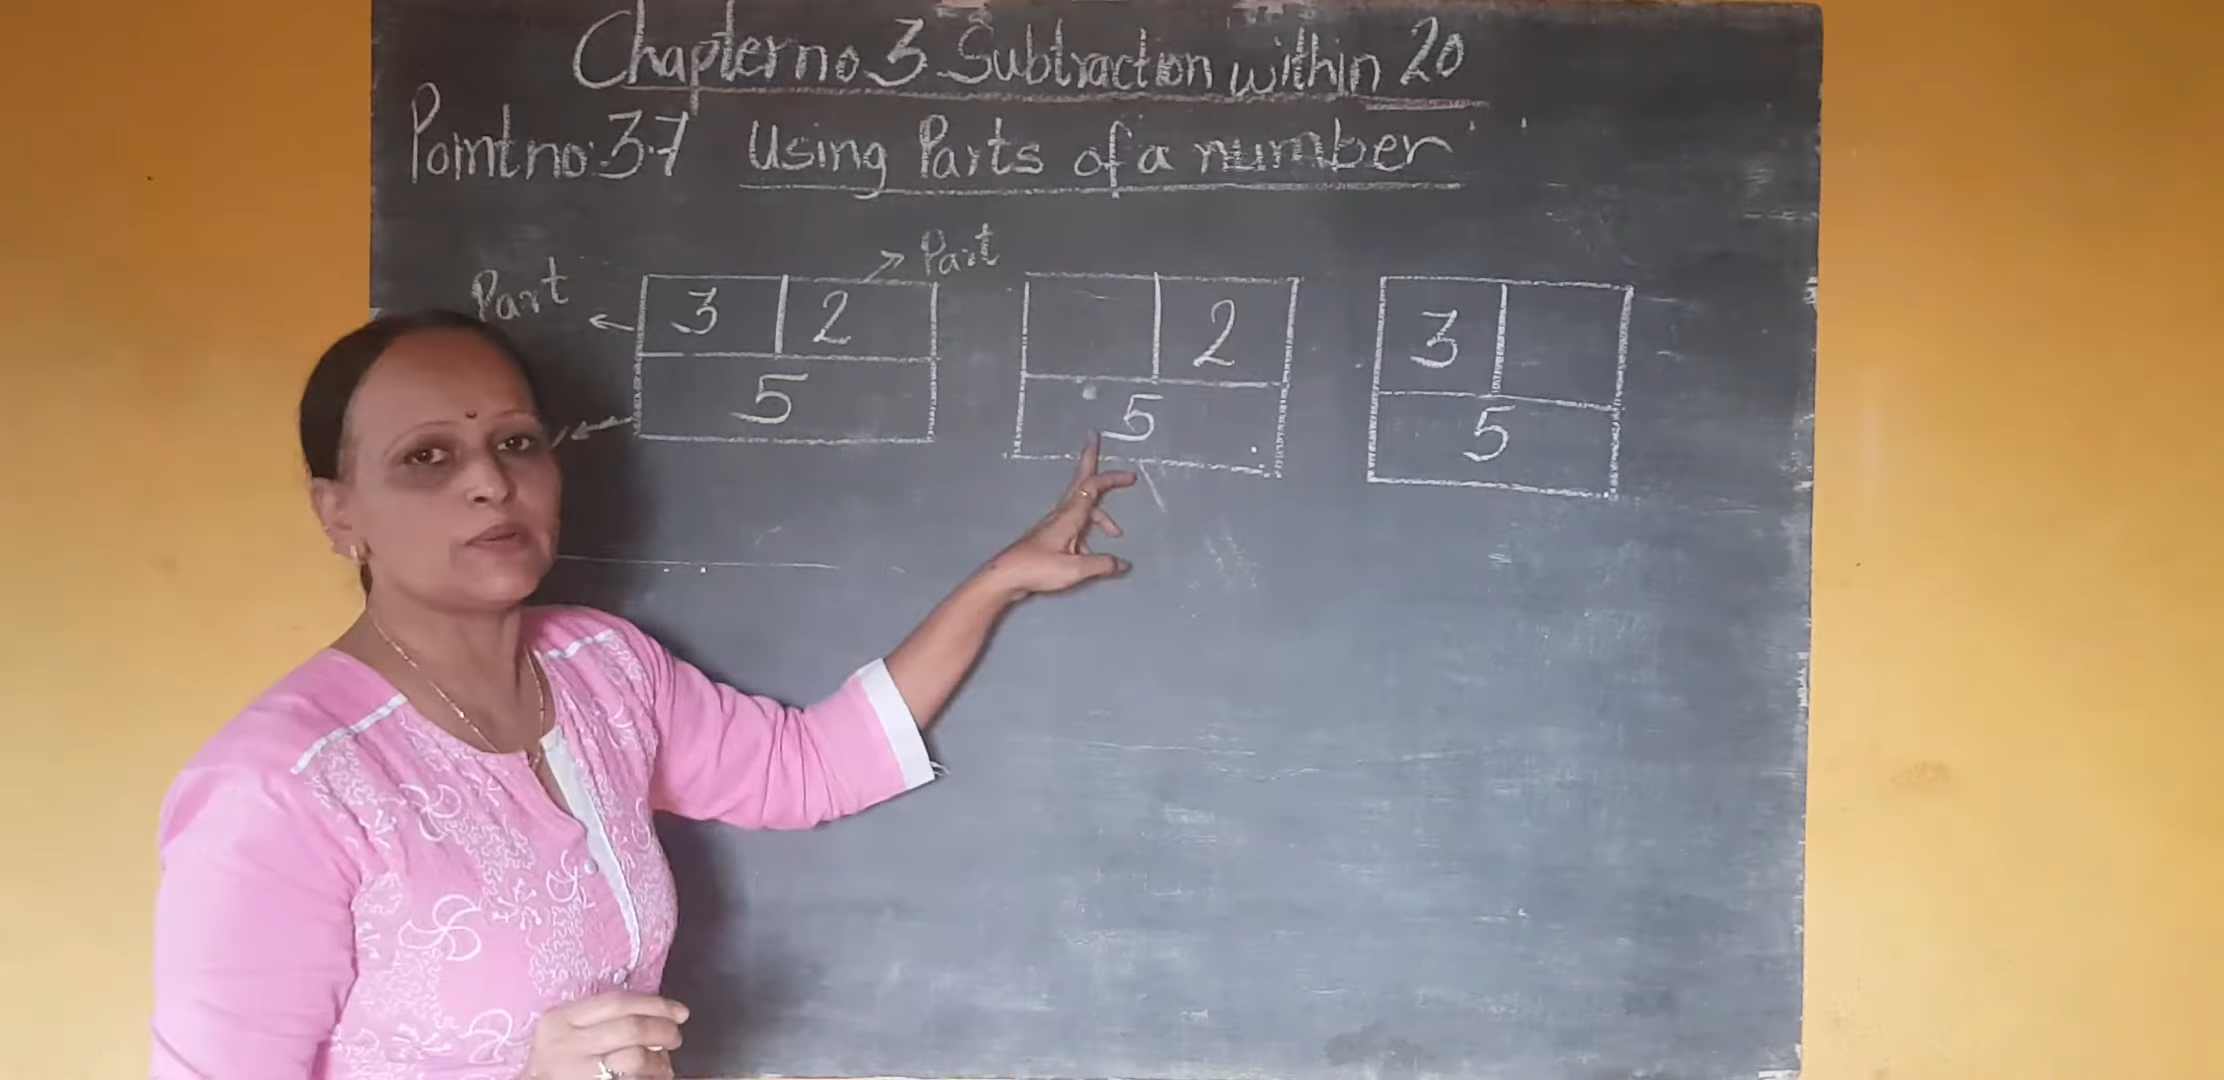 Chapter no 3 Subtraction within 20
Point no: 3.7 Using Parts of a number
Part
Part
3 2
5
2
5
3
5